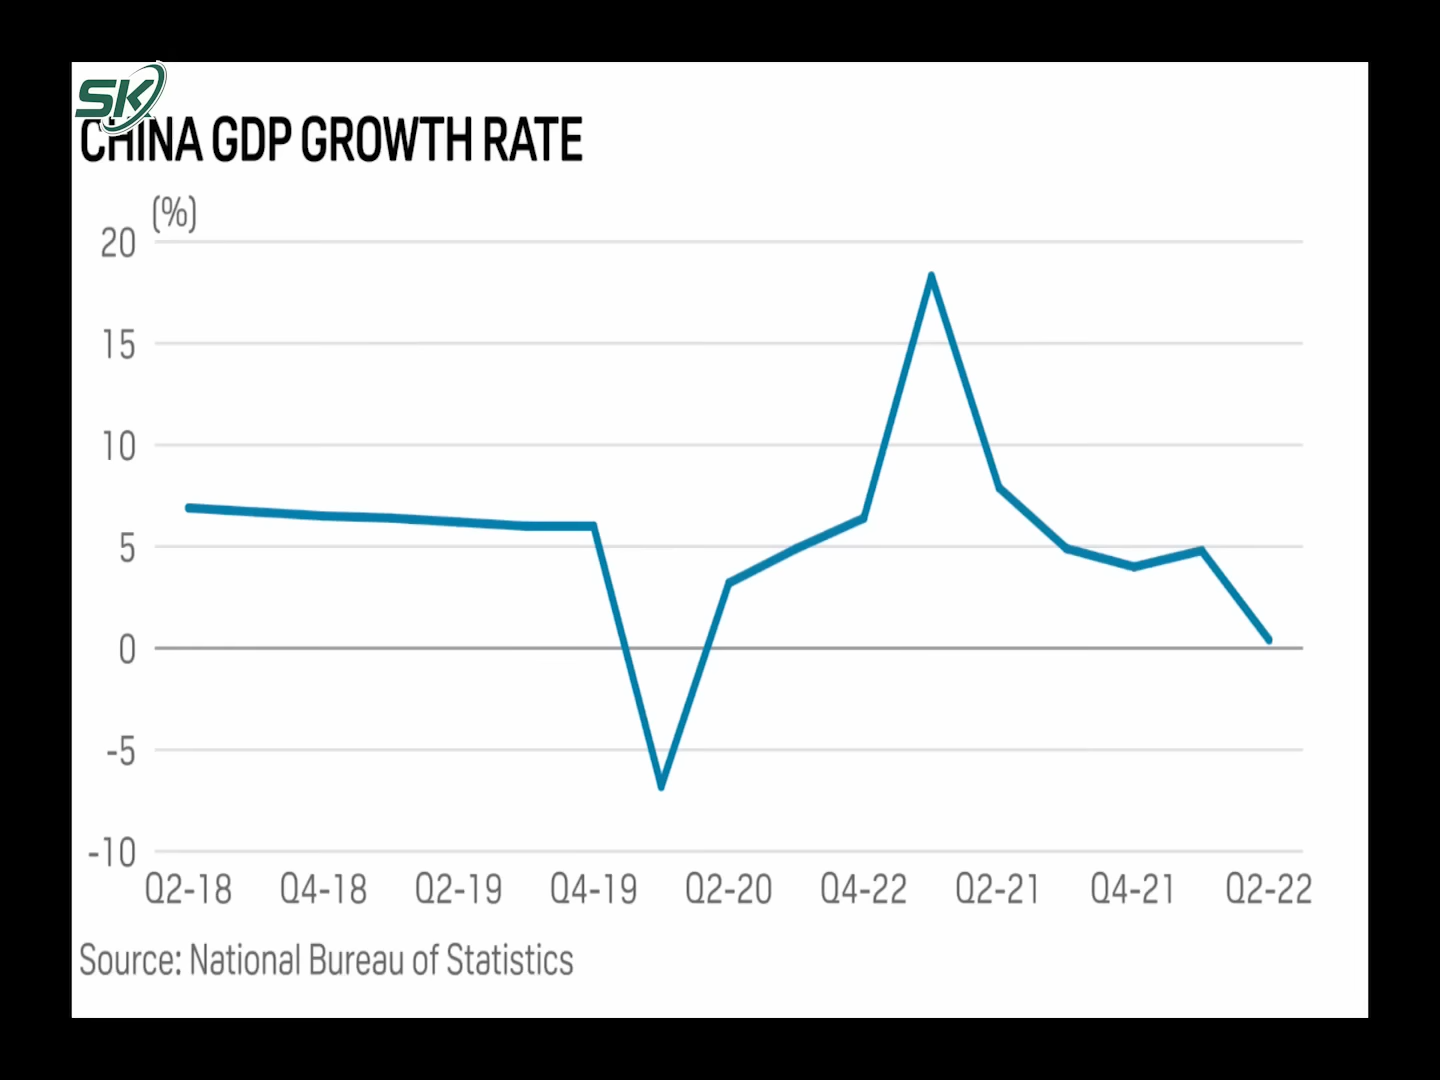 SK
CHINA GDP GROWTH RATE
(%)
20
15
10
5
0
-5
-10
Q2-18 Q4-18 Q2-19 Q4-19 Q2-20 Q4-22 Q2-21 Q4-21 Q2-22
Source: National Bureau of Statistics